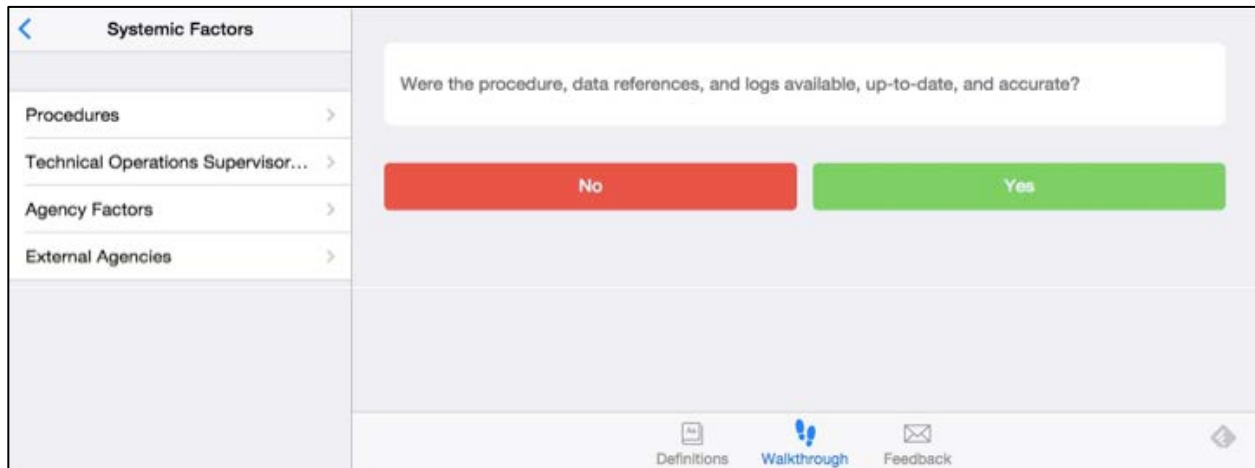 Systemic Factors
Procedures
Technical Operations Supervisor...
Agency Factors
External Agencies
Were the procedure, data references, and logs available, up-to-date, and accurate?
No
Yes
Aa
Definitions
Walkthrough
Feedback